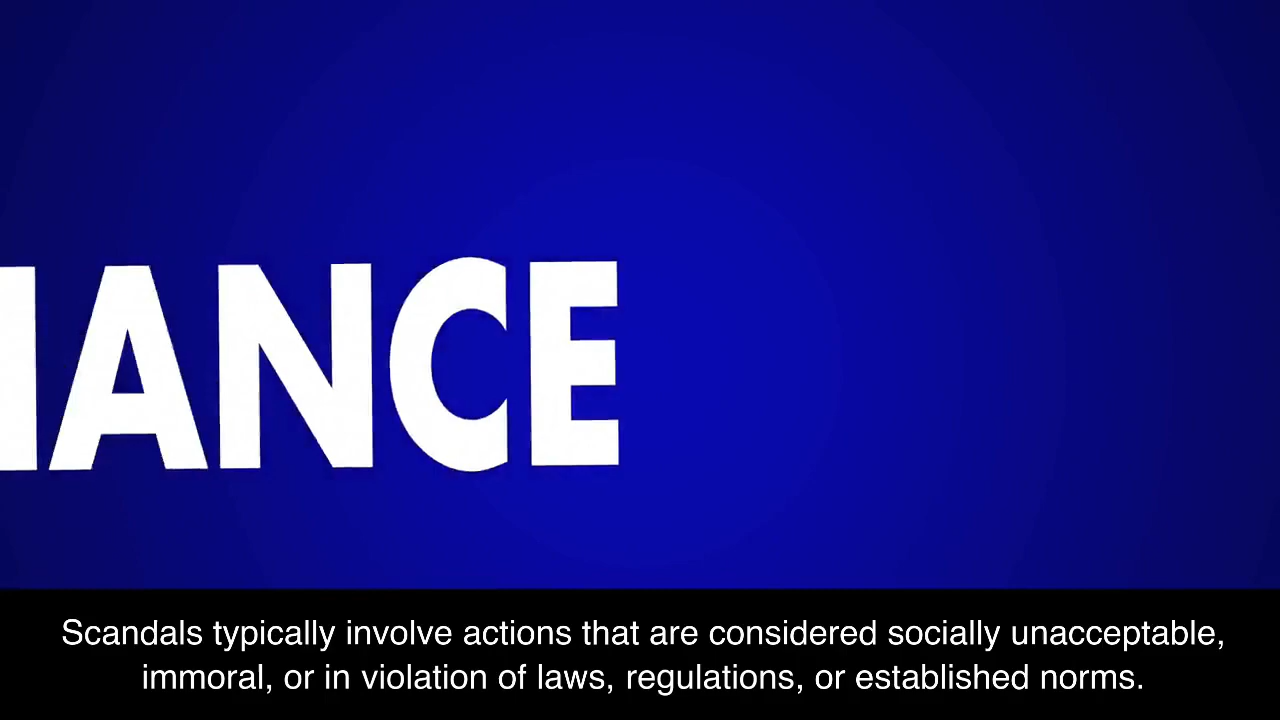 ANCE
Scandals typically involve actions that are considered socially unacceptable,
immoral, or in violation of laws, regulations, or established norms.